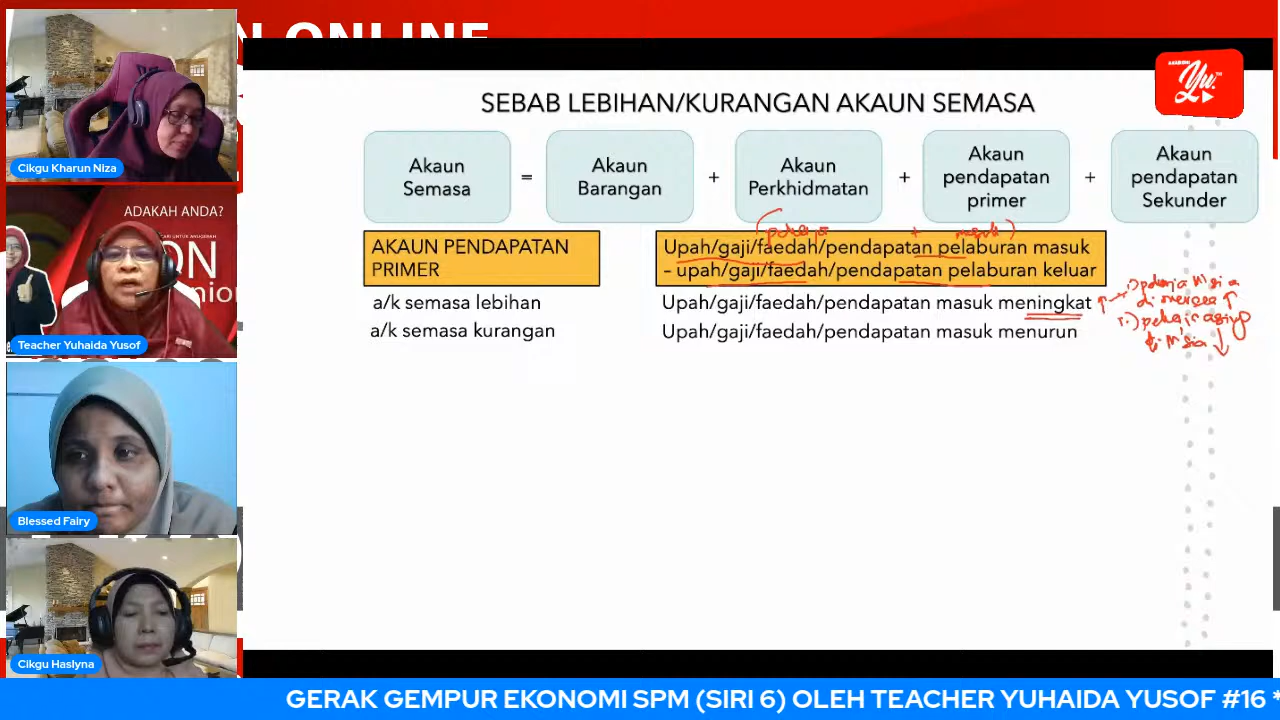 N ONLINE
Cikgu Kharun Niza
ADAKAH ANDA?
ON
nior
Teacher Yuhaida Yusof
Blessed Fairy
Cikgu Haslyna
Yu.
SEBAB LEBIHAN/KURANGAN AKAUN SEMASA
Akaun
Semasa
=
Akaun
Barangan
+
Akaun
Perkhidmatan
+
Akaun
pendapatan
primer
+
Akaun
pendapatan
Sekunder
AKAUN PENDAPATAN
PRIMER
Upah/gaji/faedah/pendapatan pelaburan masuk
– upah/gaji/faedah/pendapatan pelaburan keluar
a/k semasa lebihan
Upah/gaji/faedah/pendapatan masuk meningkat
a/k semasa kurangan
Upah/gaji/faedah/pendapatan masuk menurun
GERAK GEMPUR EKONOMI SPM (SIRI 6) OLEH TEACHER YUHAIDA YUSOF #16 *